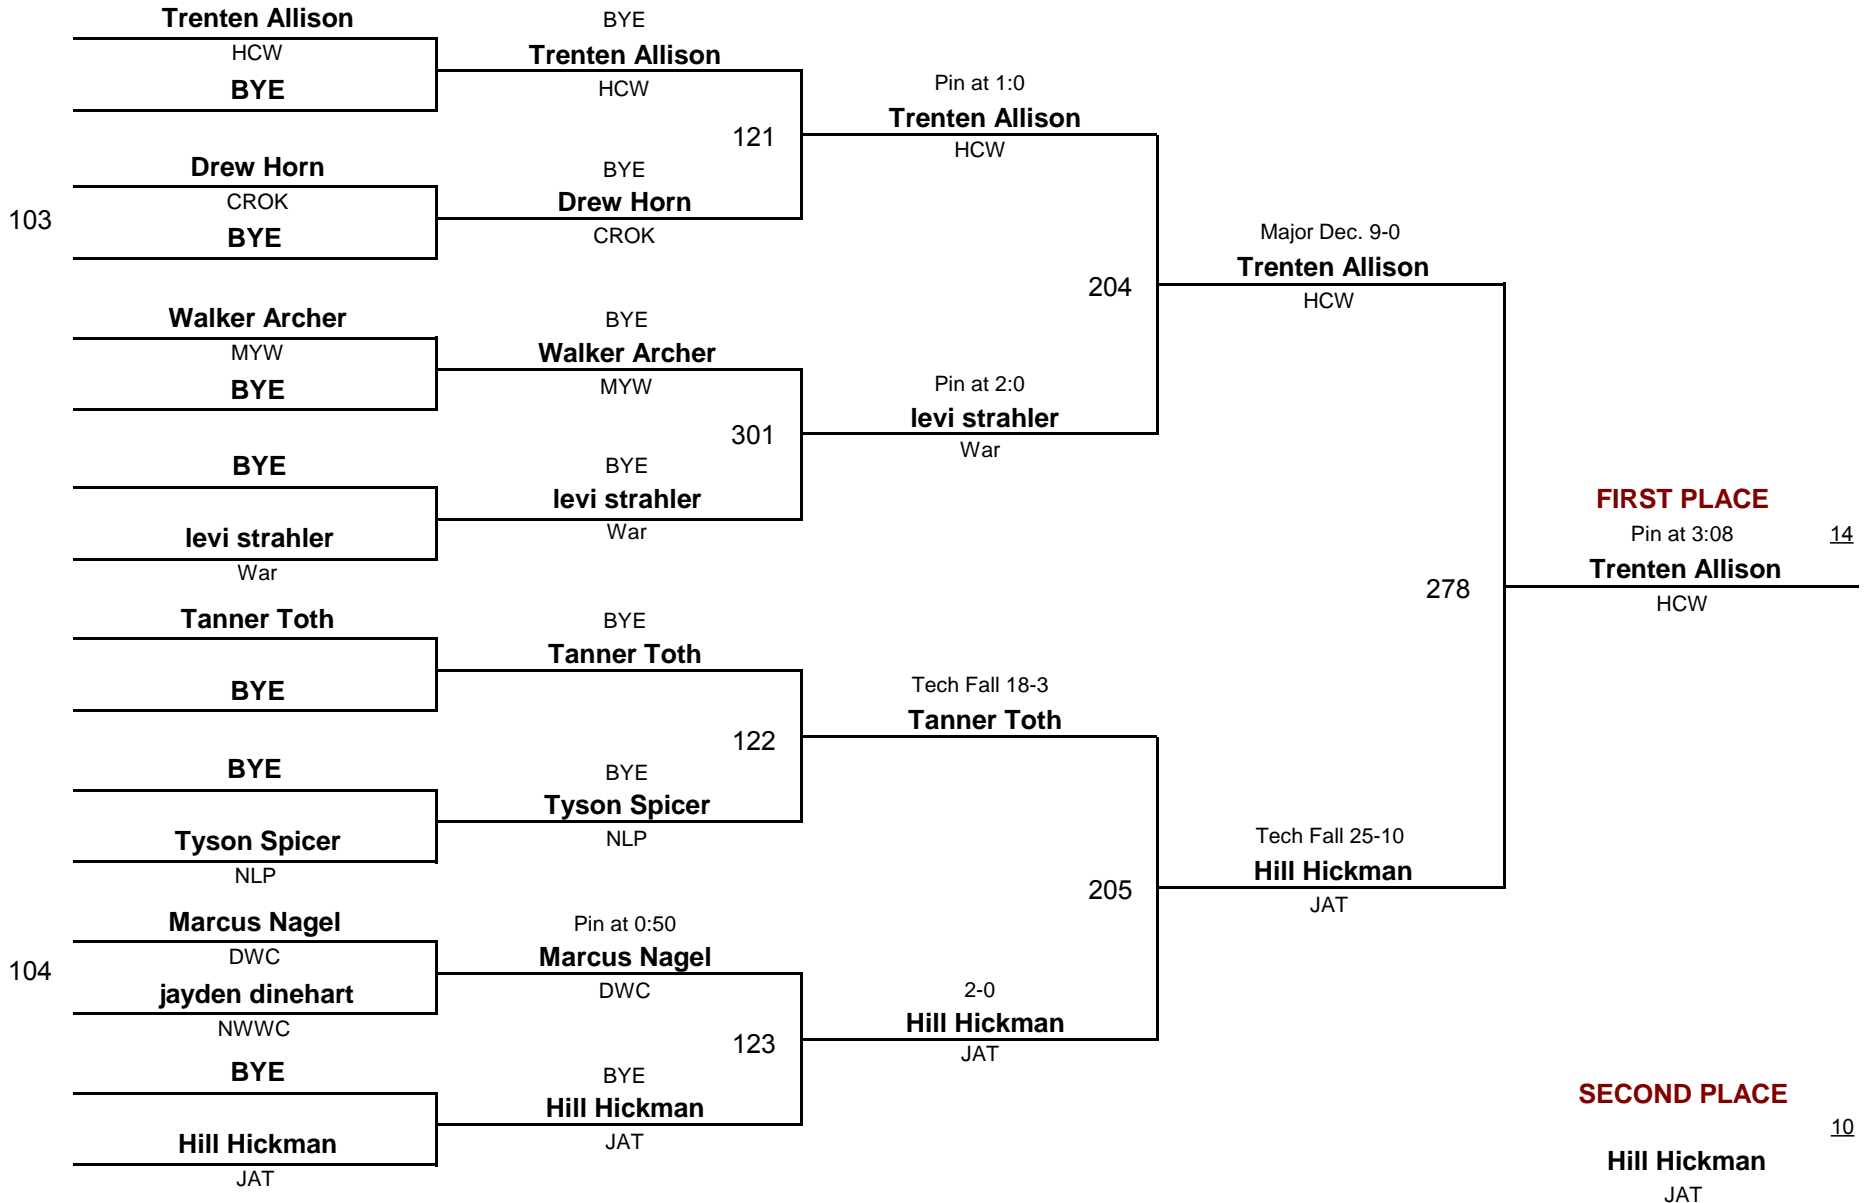 Trenten Allison
HCW
BYE
103
Drew Horn
CROK
BYE
Walker Archer
MYW
BYE
BYE
levi strahler
War
Tanner Toth
BYE
BYE
Tyson Spicer
NLP
104
Marcus Nagel
DWC
jayden dinehart
NWWC
BYE
Hill Hickman
JAT
BYE
Trenten Allison
HCW
121
BYE
Drew Horn
CROK
BYE
Walker Archer
MYW
301
BYE
levi strahler
War
BYE
Tanner Toth
122
BYE
Tyson Spicer
NLP
Pin at 0:50
Marcus Nagel
DWC
123
BYE
Hill Hickman
JAT
Pin at 1:0
Trenten Allison
HCW
204
Pin at 2:0
levi strahler
War
Tech Fall 18-3
Tanner Toth
205
2-0
Hill Hickman
JAT
Major Dec. 9-0
Trenten Allison
HCW
278
Tech Fall 25-10
Hill Hickman
JAT
FIRST PLACE
Pin at 3:08 14
Trenten Allison
HCW
SECOND PLACE
10
Hill Hickman
JAT